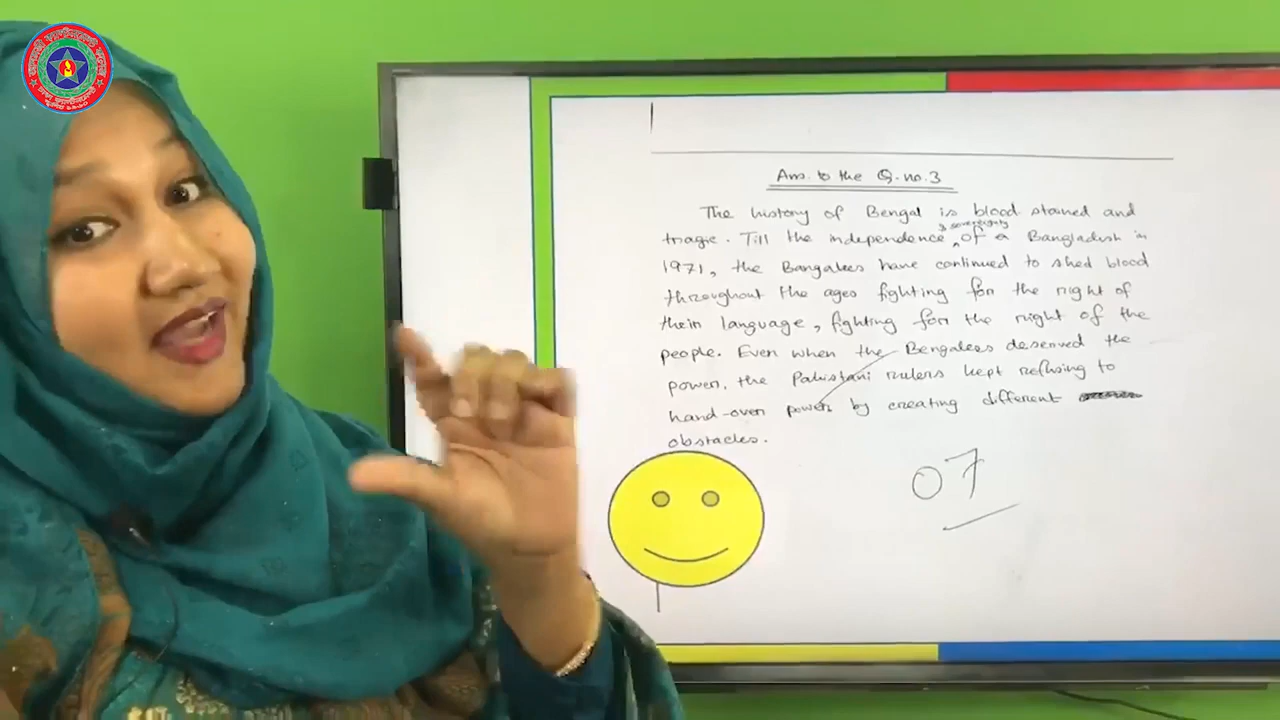 Ans. to the Q. no. 3
The history of Bengal is blood stained and
& sovereignty
tragic. Till the independence, of a Bangladesh in
1971, the Bangalees have continued to shed blood
throughout the ages fighting for the right of
their language, fighting for the right of the
people. Even when the Bengalees deserved the
power, the Pakistani rulers kept refusing to
hand-over power by creating different
obstacles.
07